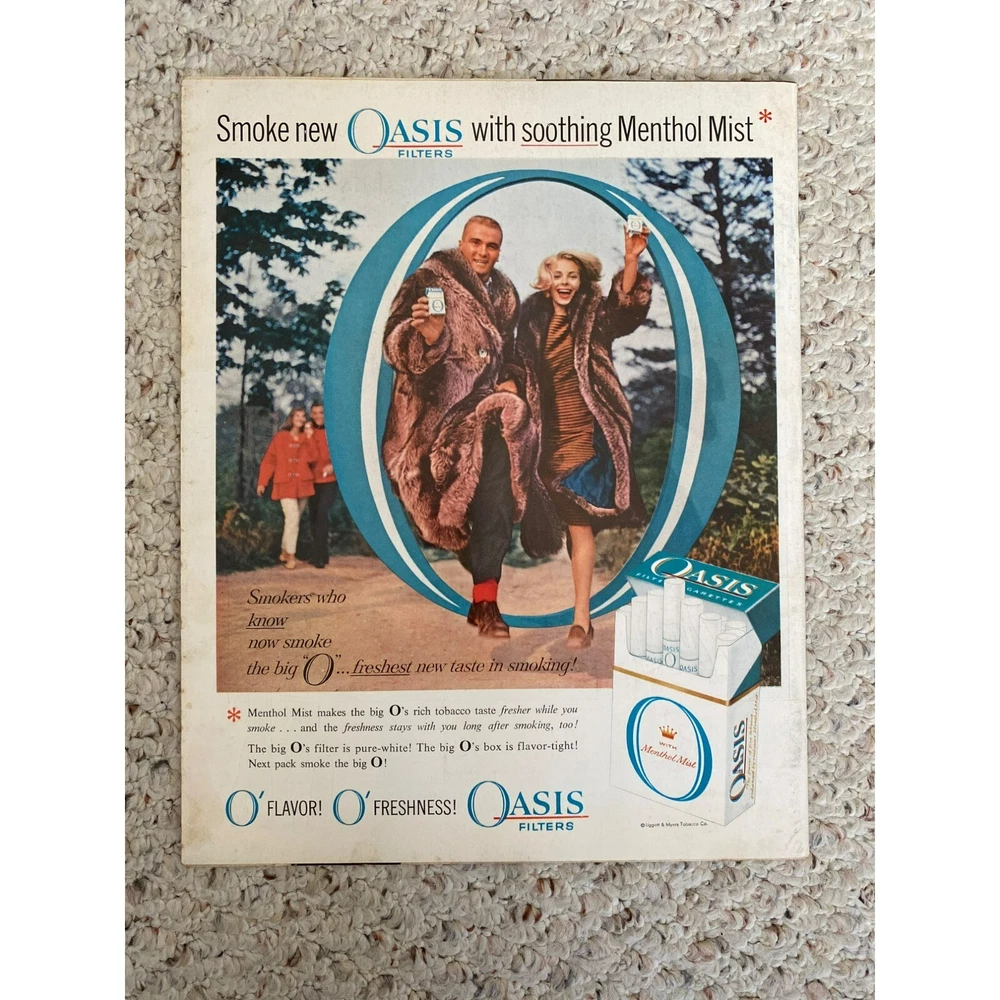 Smoke new OASIS FILTERS with soothing Menthol Mist *
Smokers who
know
now smoke
the big "O"...freshest new taste in smoking!
OASIS
FILTER CIGARETTES
OASIS
OASIS
WITH
Menthol Mist
OASIS
* Menthol Mist makes the big O's rich tobacco taste fresher while you
smoke . . . and the freshness stays with you long after smoking, too!
The big O's filter is pure-white! The big O's box is flavor-tight!
Next pack smoke the big O!
O' FLAVOR! O' FRESHNESS! OASIS
FILTERS
© Liggett & Myers Tobacco Co.